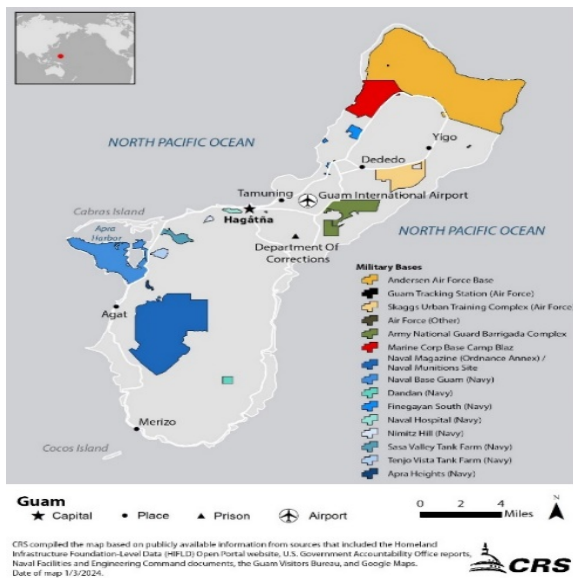 NORTH PACIFIC OCEAN
Yigo
Dededo
Tamuning
Guam International Airport
Hagåtña
Cabras Island
NORTH PACIFIC OCEAN
Apra
Harbor
Department Of
Corrections
Agat
Merizo
Cocos Island
Military Bases
Andersen Air Force Base
Guam Tracking Station (Air Force)
Skaggs Urban Training Complex (Air Force)
Air Force (Other)
Army National Guard Barrigada Complex
Marine Corp Base Camp Blaz
Naval Magazine (Ordnance Annex) /
Naval Munitions Site
Naval Base Guam (Navy)
Dandan (Navy)
Finegayan South (Navy)
Naval Hospital (Navy)
Nimitz Hill (Navy)
Sasa Valley Tank Farm (Navy)
Tenjo Vista Tank Farm (Navy)
Apra Heights (Navy)
Guam
Capital
Place
Prison
Airport
0 2 4
Miles
N
CRS compiled the map based on publicly available information from sources that included the Homeland
Infrastructure Foundation-Level Data (HIFLD) Open Portal website, U.S. Government Accountability Office reports,
Naval Facilities and Engineering Command documents, the Guam Visitors Bureau, and Google Maps.
Date of map 1/3/2024.
CRS